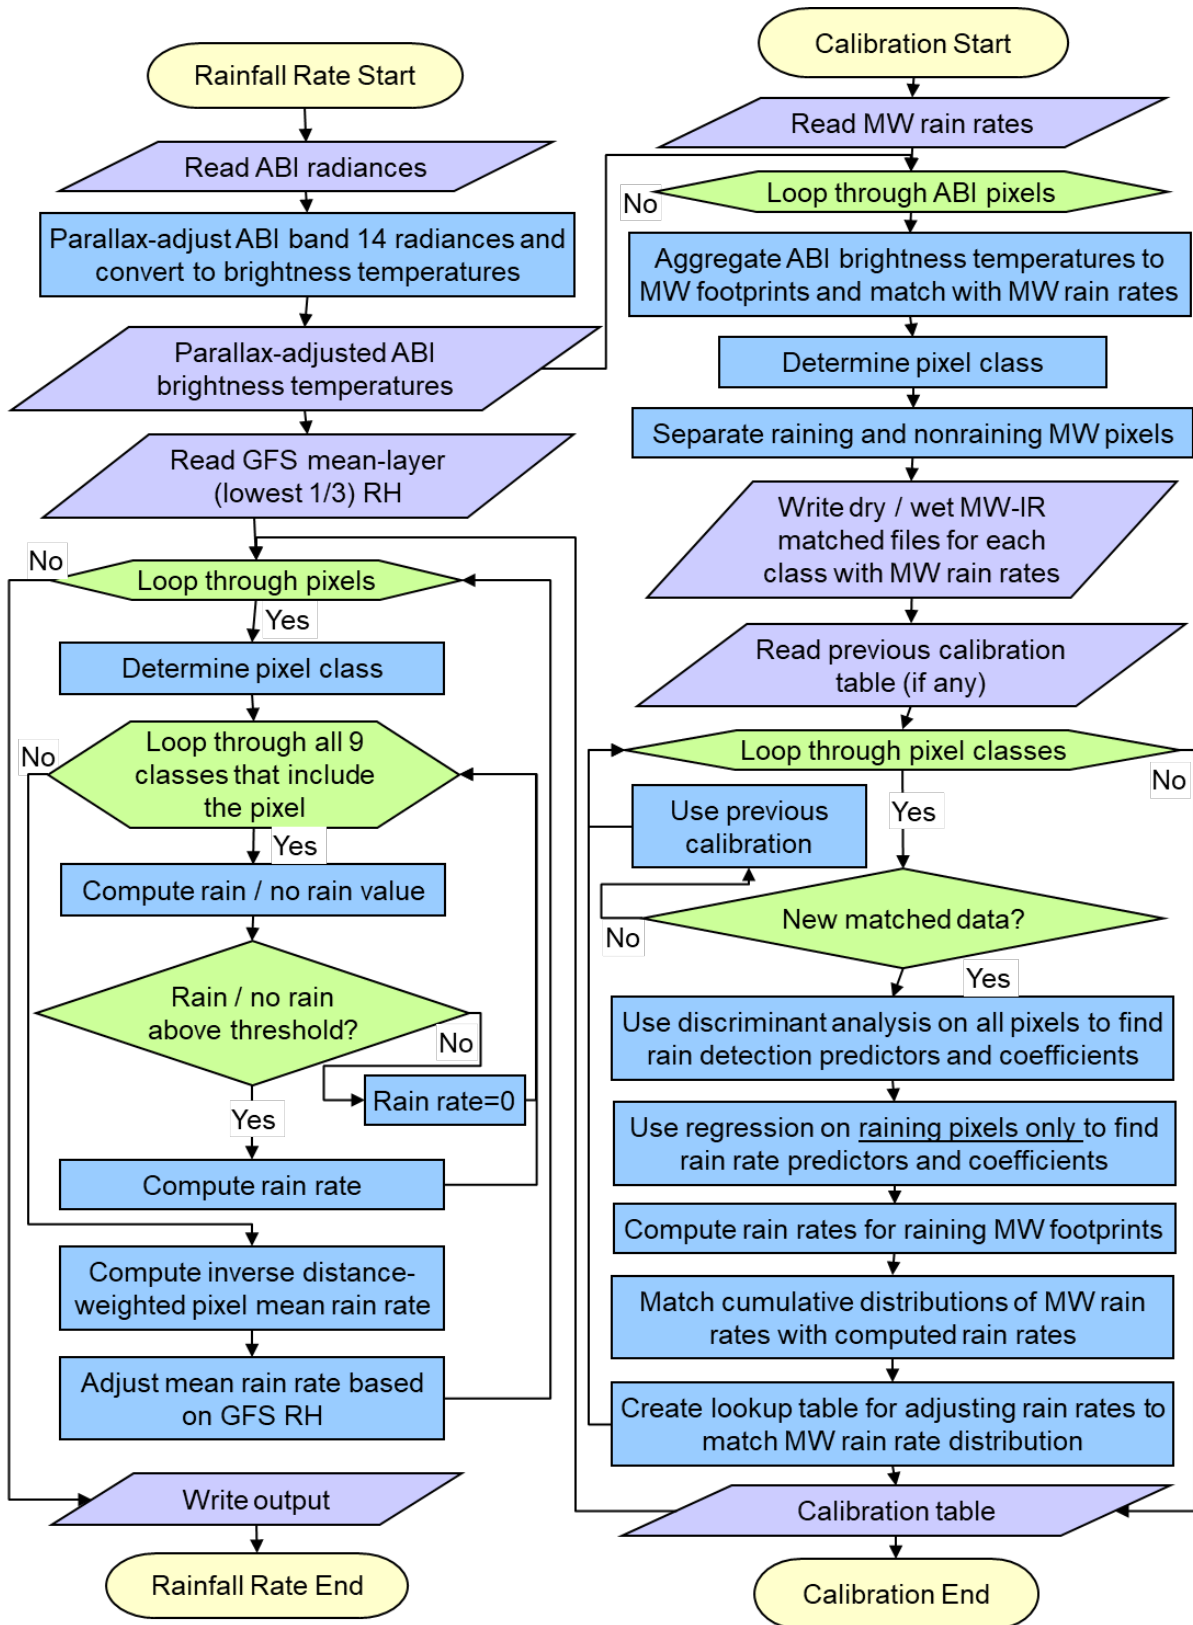 Rainfall Rate Start
Read ABI radiances
Parallax-adjust ABI band 14 radiances and
convert to brightness temperatures
Parallax-adjusted ABI
brightness temperatures
Read GFS mean-layer
(lowest 1/3) RH
No
Loop through pixels
Yes
Determine pixel class
No
Loop through all 9
classes that include
the pixel
Yes
Compute rain / no rain value
Rain / no rain
above threshold?
No
Rain rate=0
Yes
Compute rain rate
Compute inverse distance-
weighted pixel mean rain rate
Adjust mean rain rate based
on GFS RH
Write output
Rainfall Rate End
Calibration Start
Read MW rain rates
No
Loop through ABI pixels
Aggregate ABI brightness temperatures to
MW footprints and match with MW rain rates
Determine pixel class
Separate raining and nonraining MW pixels
Write dry / wet MW-IR
matched files for each
class with MW rain rates
Read previous calibration
table (if any)
Loop through pixel classes
No
Yes
Use previous
calibration
New matched data?
No
Yes
Use discriminant analysis on all pixels to find
rain detection predictors and coefficients
Use regression on raining pixels only to find
rain rate predictors and coefficients
Compute rain rates for raining MW footprints
Match cumulative distributions of MW rain
rates with computed rain rates
Create lookup table for adjusting rain rates to
match MW rain rate distribution
Calibration table
Calibration End